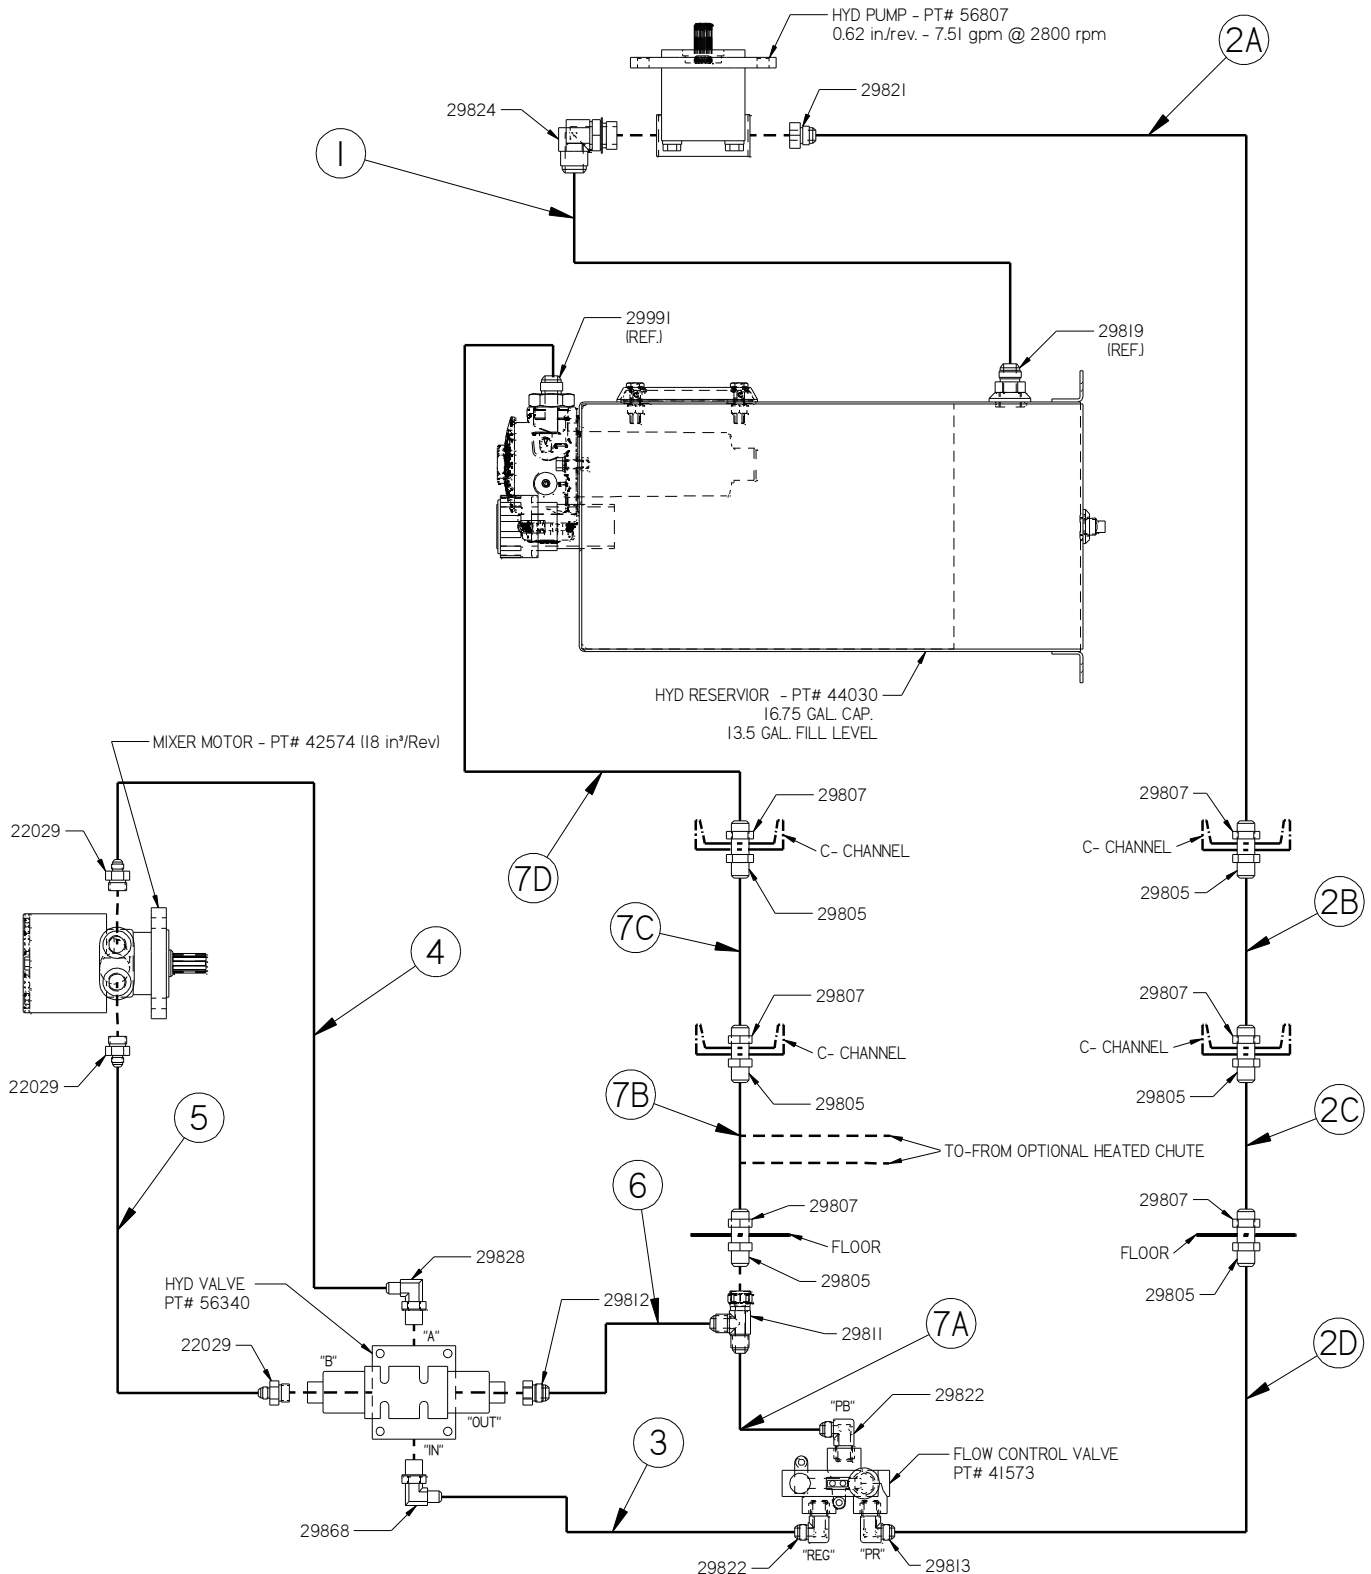 HYD PUMP - PT# 56807
0.62 in./rev. - 7.51 gpm @ 2800 rpm
2A
29821
29824
1
29991
(REF.)
29819
(REF.)
HYD RESERVIOR - PT# 44030
16.75 GAL. CAP.
13.5 GAL. FILL LEVEL
MIXER MOTOR - PT# 42574 (18 in³/Rev)
29807
29807
22029
C- CHANNEL
C- CHANNEL
7D
29805
29805
7C
2B
4
29807
29807
C- CHANNEL
C- CHANNEL
22029
7B
29805
29805
5
2C
TO-FROM OPTIONAL HEATED CHUTE
6
29807
29807
FLOOR
FLOOR
29828
29805
29805
HYD VALVE
PT# 56340
29812
29811
7A
"A"
22029
"B"
2D
"OUT"
"PB"
29822
"IN"
3
FLOW CONTROL VALVE
PT# 41573
29868
29822
"REG"
"PR"
29813